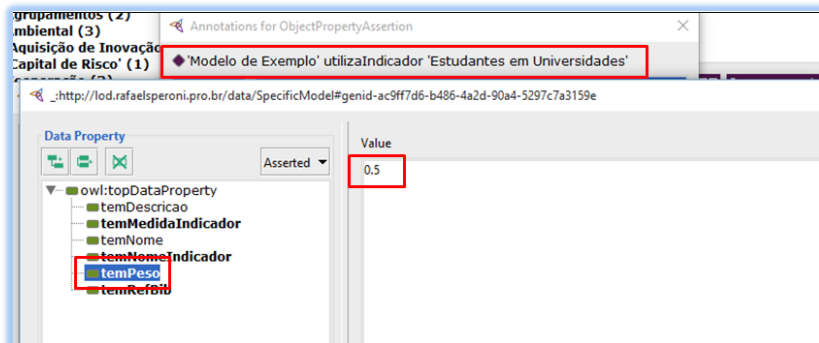 grupamentos (2)
mbiental (3)
Aquisição de Inovação
Capital de Risco' (1)
Annotations for ObjectPropertyAssertion
'Modelo de Exemplo' utilizaIndicador 'Estudantes em Universidades'
_:http://lod.rafaelsperoni.pro.br/data/SpecificModel#genid-ac9ff7d6-b486-4a2d-90a4-5297c7a3159e
Data Property
Asserted
owl:topDataProperty
temDescricao
temMedidaIndicador
temNome
temNomeIndicador
temPeso
temRefBib
Value
0.5